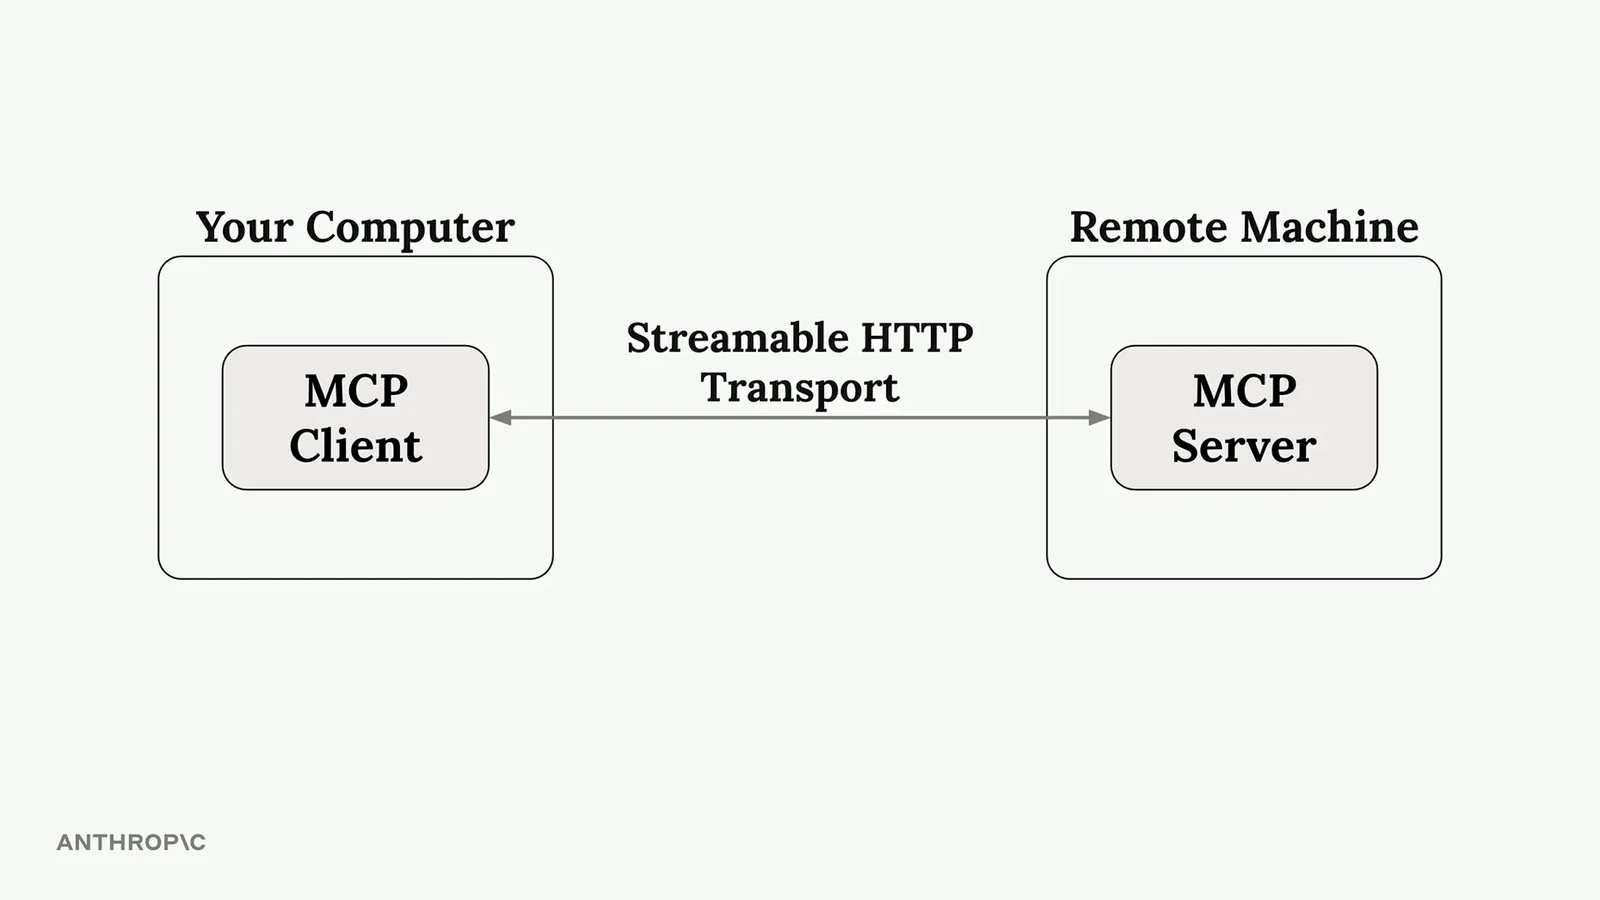 Your Computer
Remote Machine
Streamable HTTP
Transport
MCP
Client
MCP
Server
ANTHROP\C